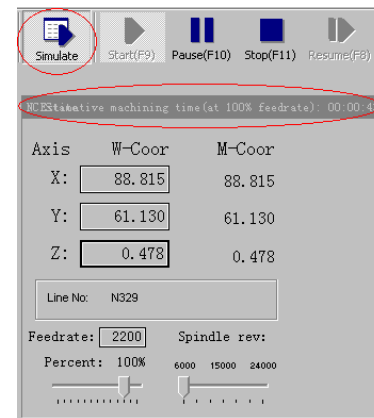 Simulate Start(F9) Pause(F10) Stop(F11) Resume(F8)
machining time(at 100% feedrate): 00:00:4
Axis W-Coor M-Coor
X: 88.815 88.815
Y: 61.130 61.130
Z: 0.478 0.478
Line No: N329
Feedrate: 2200 Spindle rev:
Percent: 100% 6000 15000 24000